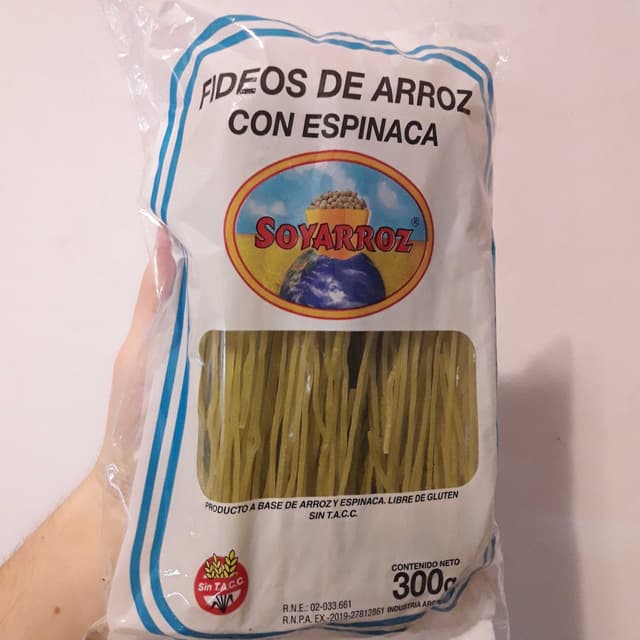 FIDEOS DE ARROZ
CON ESPINACA
SOYARROZ®
PRODUCTO A BASE DE ARROZ Y ESPINACA. LIBRE DE GLUTEN
SIN T.A.C.C.
Sin T.A.C.C.
CONTENIDO NETO
300g
R.N.E.: 02-033.661
R.N.P.A. EX -2019-27812861 INDUSTRIA